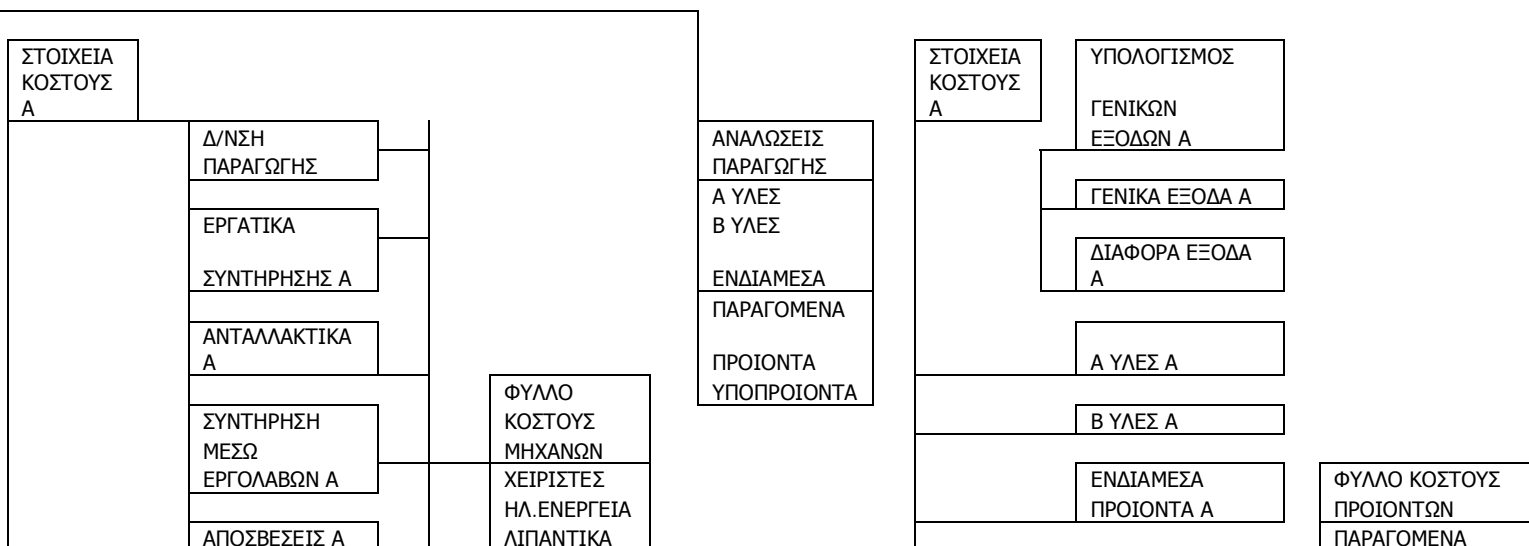 ΣΤΟΙΧΕΙΑ
ΚΟΣΤΟΥΣ
Α
Δ/ΝΣΗ
ΠΑΡΑΓΩΓΗΣ
ΕΡΓΑΤΙΚΑ
ΣΥΝΤΗΡΗΣΗΣ Α
ΑΝΤΑΛΛΑΚΤΙΚΑ
Α
ΣΥΝΤΗΡΗΣΗ
ΜΕΣΩ
ΕΡΓΟΛΑΒΩΝ Α
ΑΠΟΣΒΕΣΕΙΣ Α
ΦΥΛΛΟ
ΚΟΣΤΟΥΣ
ΜΗΧΑΝΩΝ
ΧΕΙΡΙΣΤΕΣ
ΗΛ.ΕΝΕΡΓΕΙΑ
ΛΙΠΑΝΤΙΚΑ
ΑΝΑΛΩΣΕΙΣ
ΠΑΡΑΓΩΓΗΣ
Α ΥΛΕΣ
Β ΥΛΕΣ
ΕΝΔΙΑΜΕΣΑ
ΠΑΡΑΓΟΜΕΝΑ
ΠΡΟΙΟΝΤΑ
ΥΠΟΠΡΟΙΟΝΤΑ
ΣΤΟΙΧΕΙΑ
ΚΟΣΤΟΥΣ
Α
ΥΠΟΛΟΓΙΣΜΟΣ
ΓΕΝΙΚΩΝ
ΕΞΟΔΩΝ Α
ΓΕΝΙΚΑ ΕΞΟΔΑ Α
ΔΙΑΦΟΡΑ ΕΞΟΔΑ
Α
Α ΥΛΕΣ Α
Β ΥΛΕΣ Α
ΕΝΔΙΑΜΕΣΑ
ΠΡΟΙΟΝΤΑ Α
ΦΥΛΛΟ ΚΟΣΤΟΥΣ
ΠΡΟΙΟΝΤΩΝ
ΠΑΡΑΓΟΜΕΝΑ